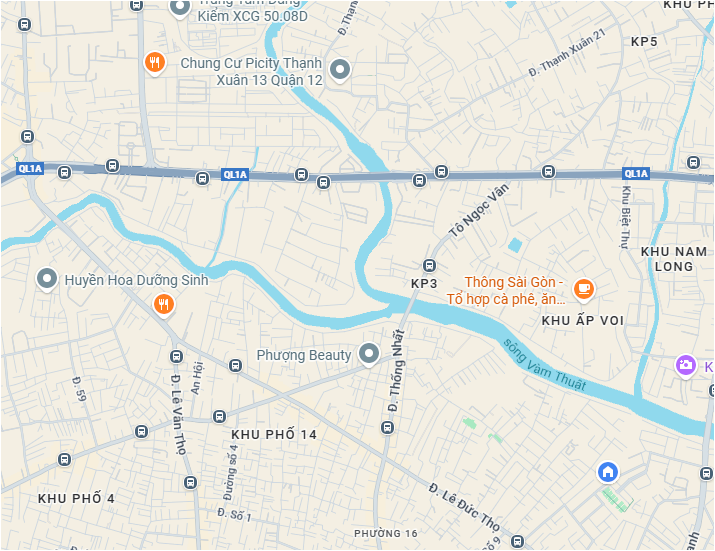 Trung Tâm Đăng
Kiểm XCG 50.08D
Chung Cư Picity Thạnh
Xuân 13 Quận 12
Đ. Thạnh
Đ. Thạnh Xuân 21
KP5
KHU PH
QL1A
QL1A
QL1A
Tô Ngọc Vân
Khu Biệt Thự
KHU NAM
LONG
Huyền Hoa Dưỡng Sinh
KP3
Thông Sài Gòn -
Tổ hợp cà phê, ăn...
KHU ẤP VOI
Phượng Beauty
sông Vàm Thuật
K
Đ. 59
An Hội
Đ. Lê Văn Thọ
Đ. Thống Nhất
KHU PHỐ 14
Đường số 4
KHU PHỐ 4
Đ. Số 1
Đ. Lê Đức Thọ
PHƯỜNG 16
Số 9
anh